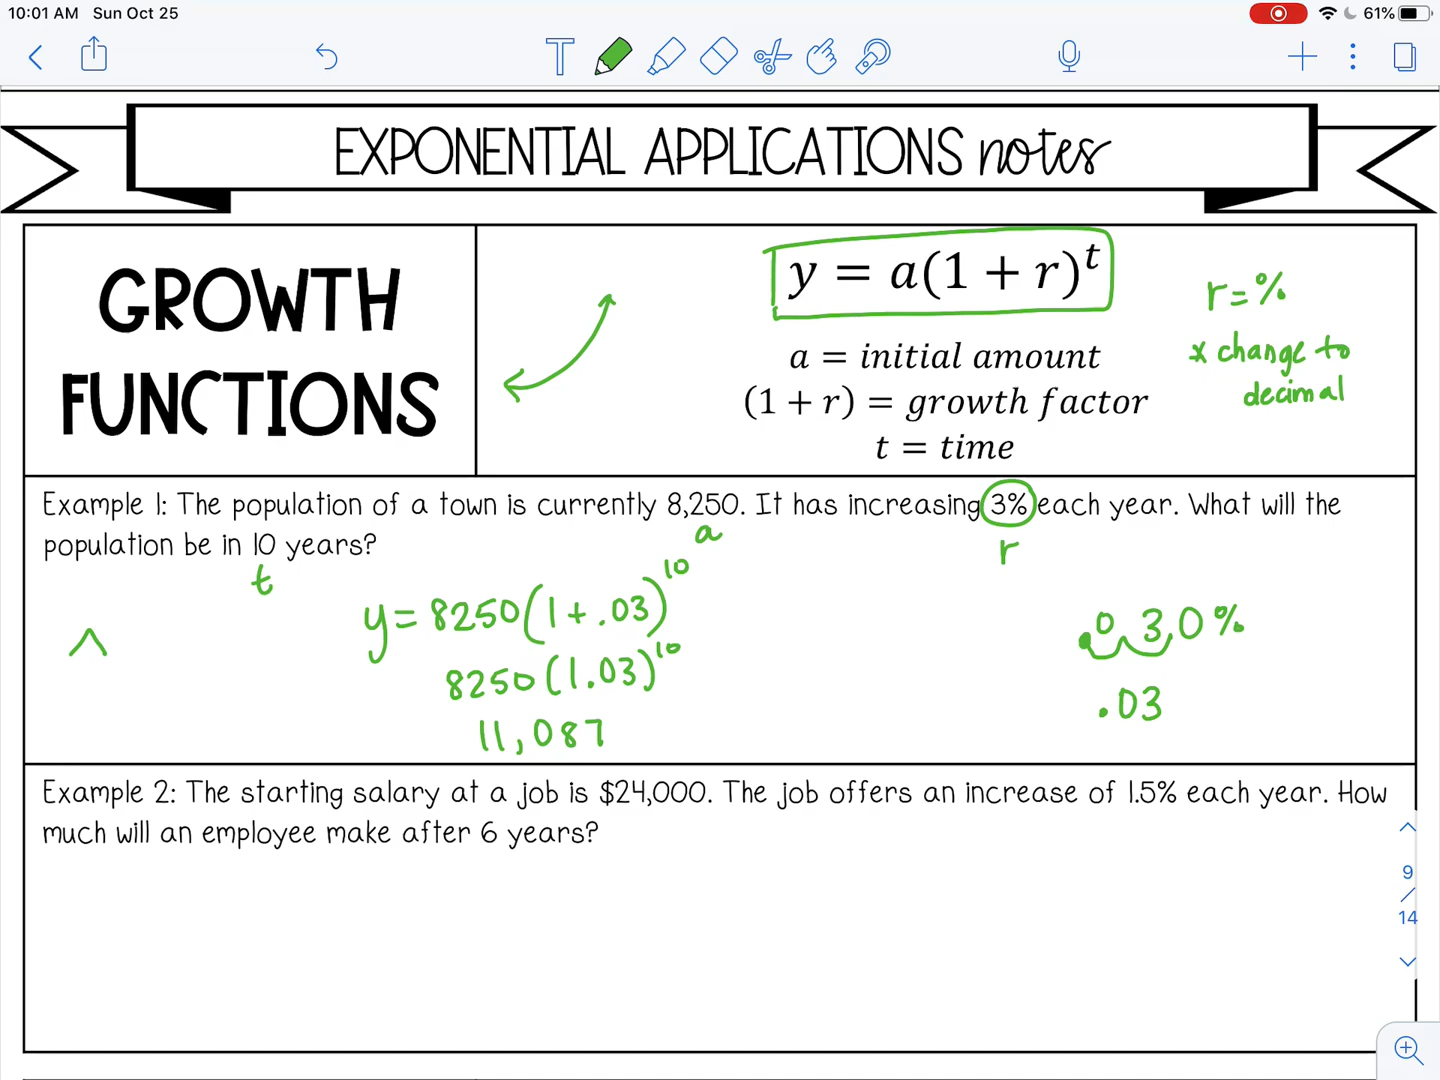 10:01 AM Sun Oct 25
61%
EXPONENTIAL APPLICATIONS notes
GROWTH
FUNCTIONS
y = a(1 + r)^t
a = initial amount
(1 + r) = growth factor
t = time
r = %
* change to
decimal
Example 1: The population of a town is currently 8,250. It has increasing 3% each year. What will the
population be in 10 years?
a
r
t
^
y = 8250(1 + .03)^10
8250(1.03)^10
11,087
.0 3.0%
.03
Example 2: The starting salary at a job is $24,000. The job offers an increase of 1.5% each year. How
much will an employee make after 6 years?
9
/
14